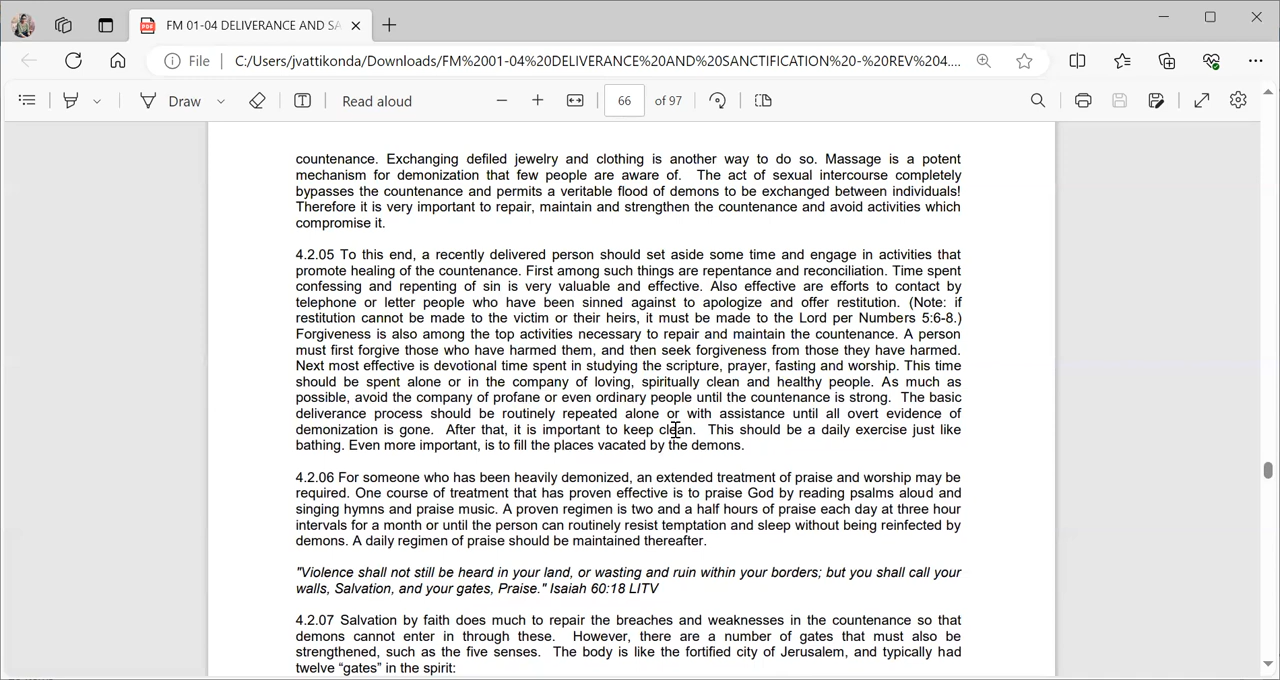 FM 01-04 DELIVERANCE AND SA
File C:/Users/jvattikonda/Downloads/FM%2001-04%20DELIVERANCE%20AND%20SANCTIFICATION%20-%20REV%204....
Draw Read aloud 66 of 97
countenance. Exchanging defiled jewelry and clothing is another way to do so. Massage is a potent
mechanism for demonization that few people are aware of. The act of sexual intercourse completely
bypasses the countenance and permits a veritable flood of demons to be exchanged between individuals!
Therefore it is very important to repair, maintain and strengthen the countenance and avoid activities which
compromise it.
4.2.05 To this end, a recently delivered person should set aside some time and engage in activities that
promote healing of the countenance. First among such things are repentance and reconciliation. Time spent
confessing and repenting of sin is very valuable and effective. Also effective are efforts to contact by
telephone or letter people who have been sinned against to apologize and offer restitution. (Note: if
restitution cannot be made to the victim or their heirs, it must be made to the Lord per Numbers 5:6-8.)
Forgiveness is also among the top activities necessary to repair and maintain the countenance. A person
must first forgive those who have harmed them, and then seek forgiveness from those they have harmed.
Next most effective is devotional time spent in studying the scripture, prayer, fasting and worship. This time
should be spent alone or in the company of loving, spiritually clean and healthy people. As much as
possible, avoid the company of profane or even ordinary people until the countenance is strong. The basic
deliverance process should be routinely repeated alone or with assistance until all overt evidence of
demonization is gone. After that, it is important to keep clean. This should be a daily exercise just like
bathing. Even more important, is to fill the places vacated by the demons.
4.2.06 For someone who has been heavily demonized, an extended treatment of praise and worship may be
required. One course of treatment that has proven effective is to praise God by reading psalms aloud and
singing hymns and praise music. A proven regimen is two and a half hours of praise each day at three hour
intervals for a month or until the person can routinely resist temptation and sleep without being reinfected by
demons. A daily regimen of praise should be maintained thereafter.
"Violence shall not still be heard in your land, or wasting and ruin within your borders; but you shall call your
walls, Salvation, and your gates, Praise." Isaiah 60:18 LITV
4.2.07 Salvation by faith does much to repair the breaches and weaknesses in the countenance so that
demons cannot enter in through these. However, there are a number of gates that must also be
strengthened, such as the five senses. The body is like the fortified city of Jerusalem, and typically had
twelve “gates” in the spirit: